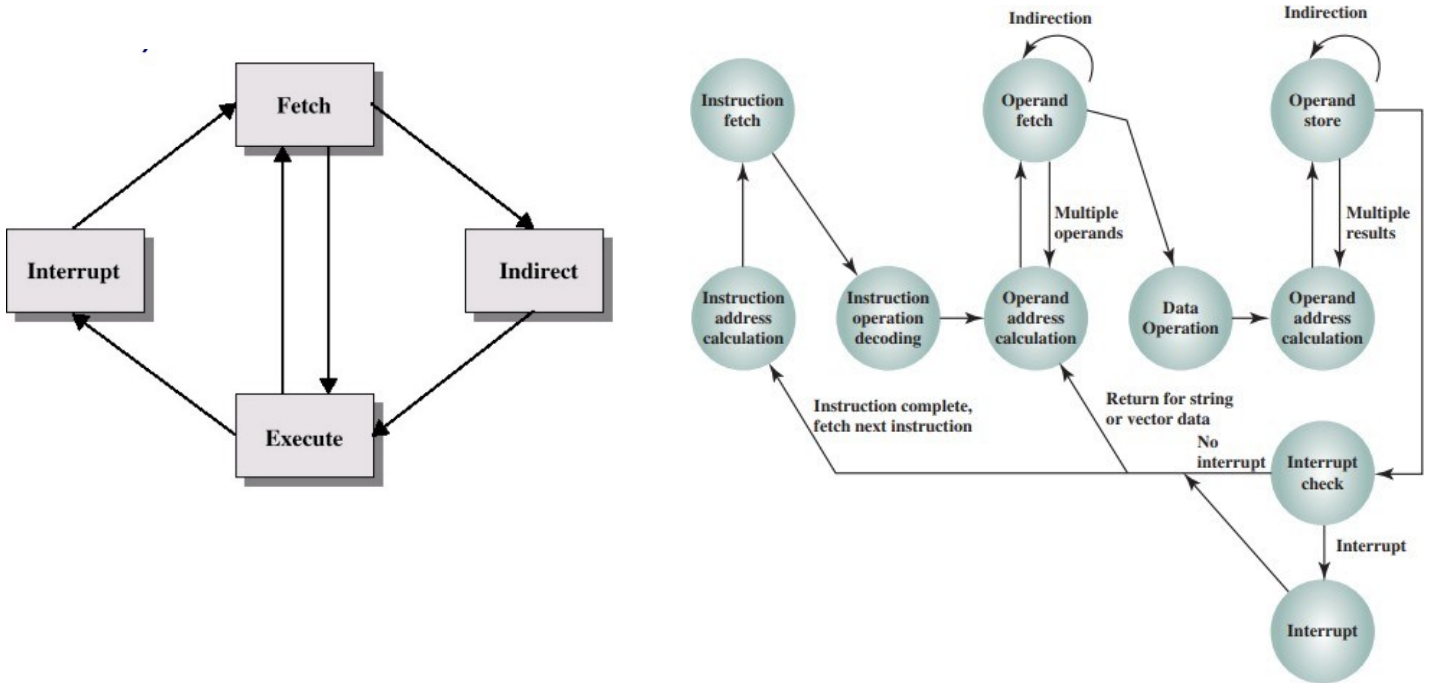 Fetch
Interrupt
Indirect
Execute
Indirection
Indirection
Instruction
fetch
Operand
fetch
Operand
store
Multiple
operands
Multiple
results
Instruction
address
calculation
Instruction
operation
decoding
Operand
address
calculation
Data
Operation
Operand
address
calculation
Instruction complete,
fetch next instruction
Return for string
or vector data
No
interrupt
Interrupt
check
Interrupt
Interrupt